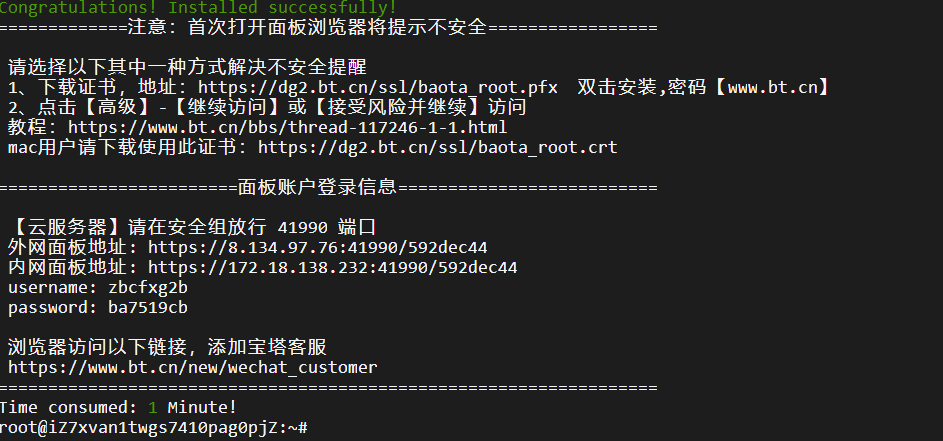 Congratulations! Installed successfully!
=============注意: 首次打开面板浏览器将提示不安全=================
请选择以下其中一种方式解决不安全提醒
1、下载证书，地址: https://dg2.bt.cn/ssl/baota_root.pfx 双击安装,密码【www.bt.cn】
2、点击【高级】-【继续访问】或【接受风险并继续】访问
教程: https://www.bt.cn/bbs/thread-117246-1-1.html
mac用户请下载使用此证书: https://dg2.bt.cn/ssl/baota_root.crt
========================面板账户登录信息==========================
【云服务器】请在安全组放行 41990 端口
外网面板地址: https://8.134.97.76:41990/592dec44
内网面板地址: https://172.18.138.232:41990/592dec44
username: zbcfxg2b
password: ba7519cb
浏览器访问以下链接，添加宝塔客服
https://www.bt.cn/new/wechat_customer
==================================================================
Time consumed: 1 Minute!
root@iZ7xvan1twgs7410pag0pjZ:~#